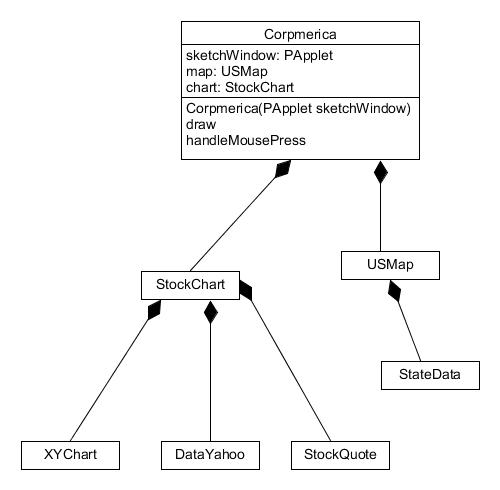 Corpmerica
sketchWindow: PApplet
map: USMap
chart: StockChart
Corpmerica(PApplet sketchWindow)
draw
handleMousePress
USMap
StockChart
StateData
XYChart
DataYahoo
StockQuote